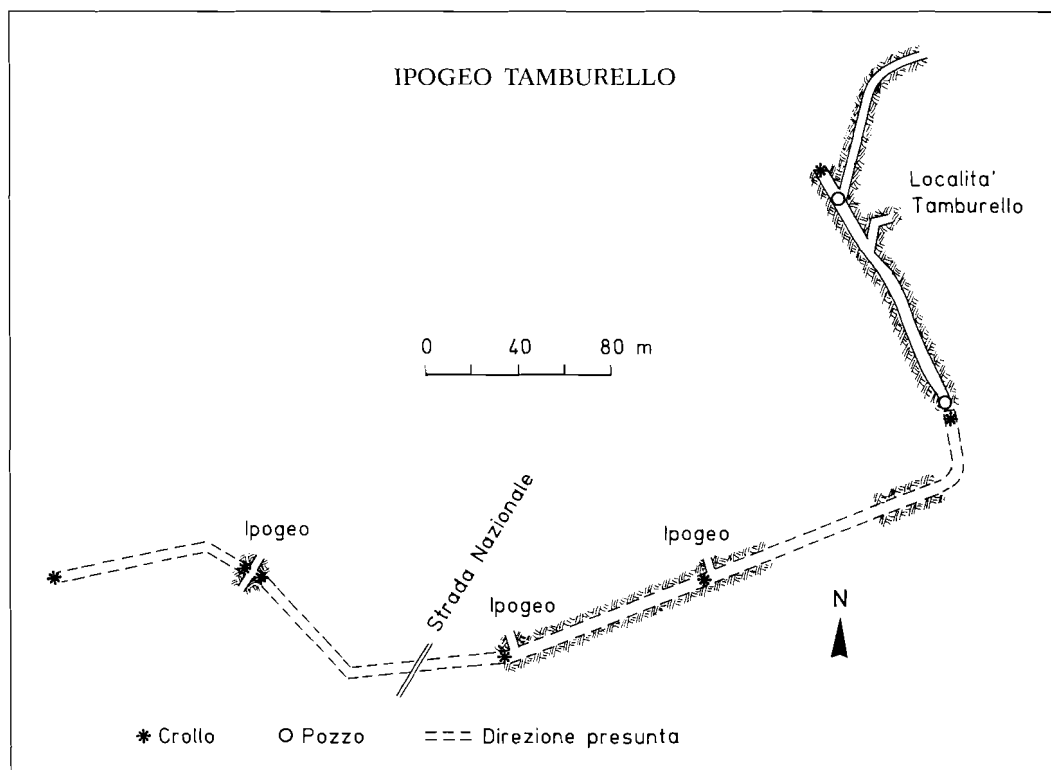 IPOGEO TAMBURELLO
Localita'
Tamburello
0 40 80 m
Ipogeo
Strada Nazionale
Ipogeo
Ipogeo
N
Crollo Pozzo Direzione presunta